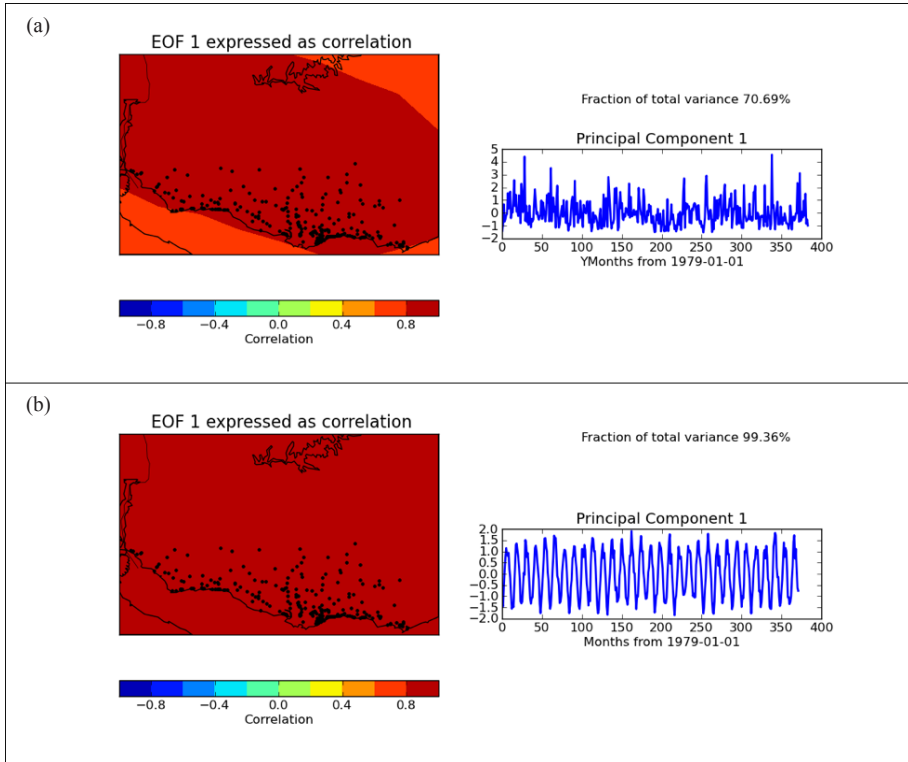 (a)
EOF 1 expressed as correlation
Fraction of total variance 70.69%
Principal Component 1
5
4
3
2
1
0
−1
−2
0 50 100 150 200 250 300 350 400
YMonths from 1979-01-01
−0.8 −0.4 0.0 0.4 0.8
Correlation
(b)
EOF 1 expressed as correlation
Fraction of total variance 99.36%
Principal Component 1
2.0
1.5
1.0
0.5
0.0
−0.5
−1.0
−1.5
−2.0
0 50 100 150 200 250 300 350 400
Months from 1979-01-01
−0.8 −0.4 0.0 0.4 0.8
Correlation